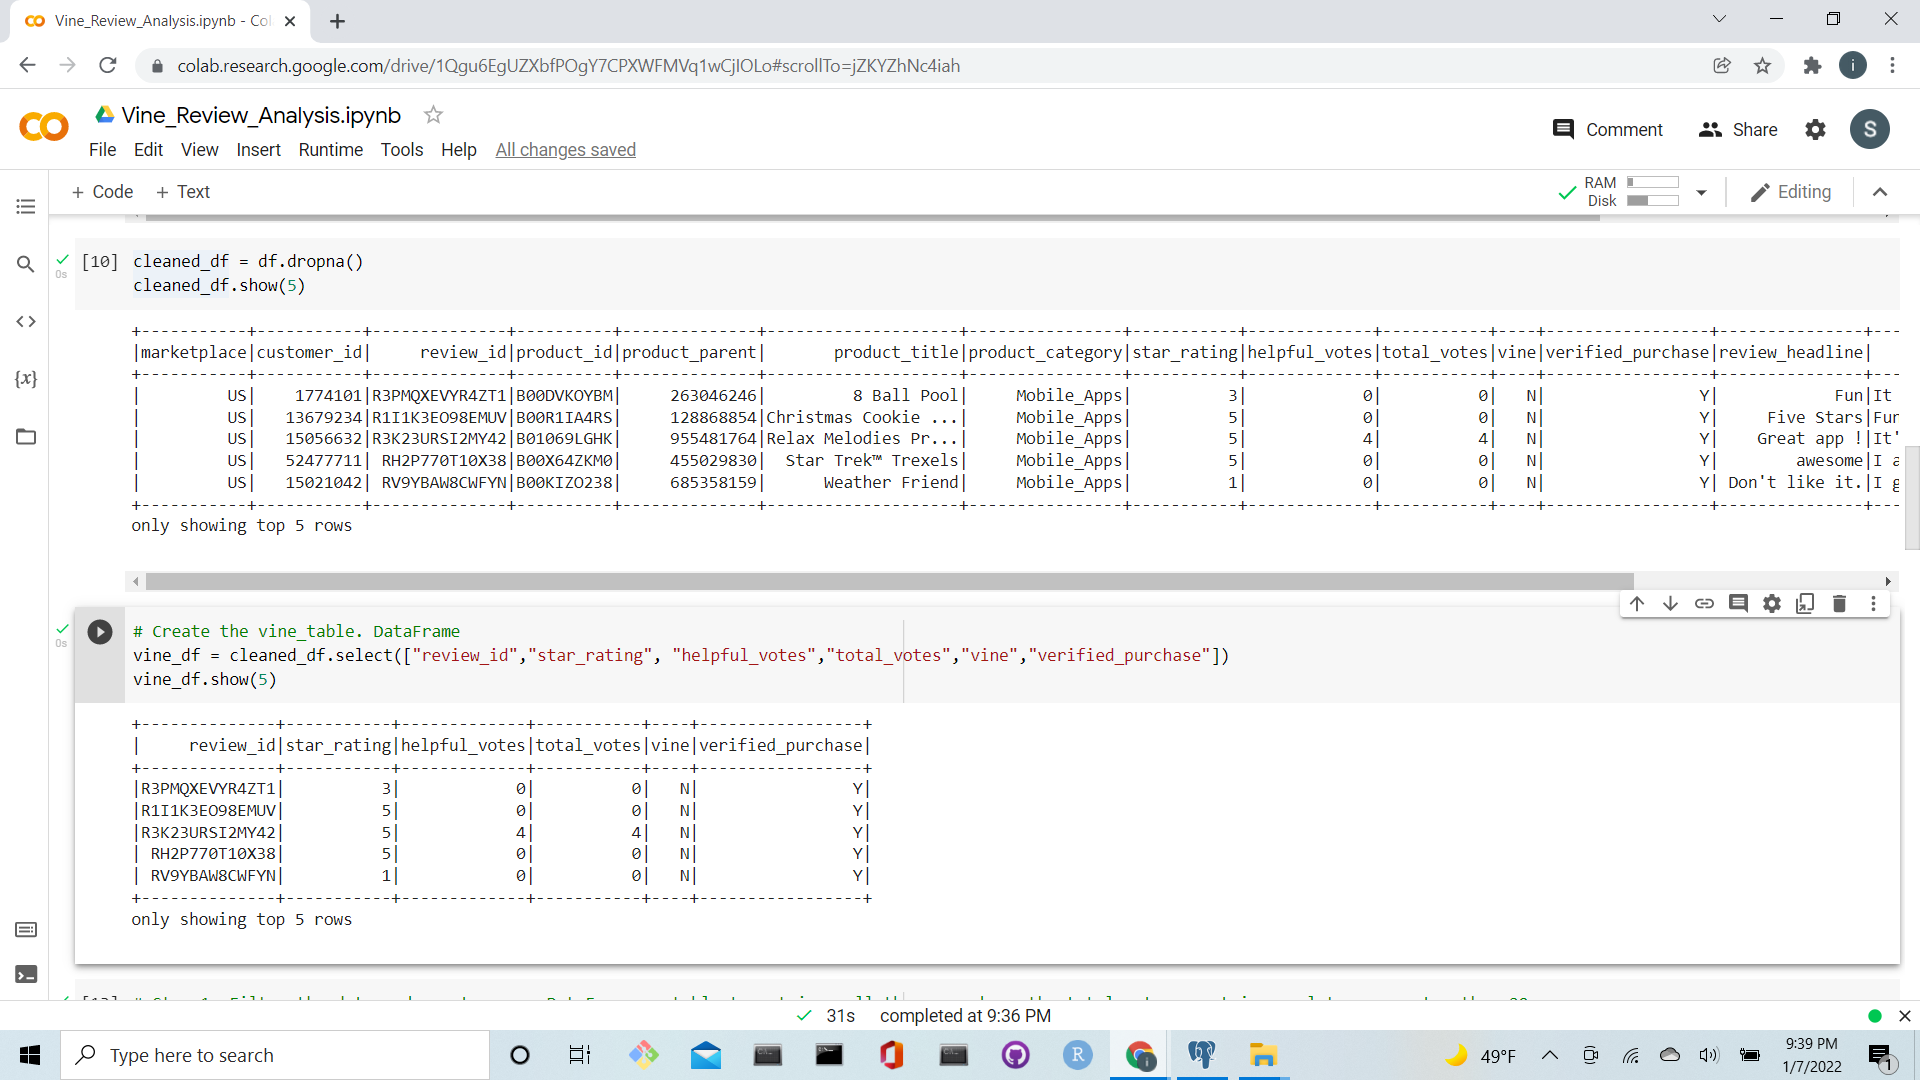 Vine_Review_Analysis.ipynb - Co
colab.research.google.com/drive/1Qgu6EgUZXbfPOgY7CPXWFMVq1wCjIOLo#scrollTo=jZKYZhNc4iah
i
Vine_Review_Analysis.ipynb
Comment
Share
S
File Edit View Insert Runtime Tools Help All changes saved
+ Code + Text
RAM
Disk
Editing
0s
[10] cleaned_df = df.dropna()
cleaned_df.show(5)
+-----------+-----------+--------------+----------+--------------+--------------------+----------------+-----------+-------------+-----------+----+-----------------+---------------+---
|marketplace|customer_id|     review_id|product_id|product_parent|       product_title|product_category|star_rating|helpful_votes|total_votes|vine|verified_purchase|review_headline|
+-----------+-----------+--------------+----------+--------------+--------------------+----------------+-----------+-------------+-----------+----+-----------------+---------------+---
|         US|    1774101|R3PMQXEVYR4ZT1|B00DVKOYBM|     263046246|         8 Ball Pool|     Mobile_Apps|          3|            0|          0|   N|                Y|            Fun|It
|         US|   13679234|R1I1K3EO98EMUV|B00R1IA4RS|     128868854|Christmas Cookie ...|     Mobile_Apps|          5|            0|          0|   N|                Y|     Five Stars|Fun
|         US|   15056632|R3K23URSI2MY42|B01069LGHK|     955481764|Relax Melodies Pr...|     Mobile_Apps|          5|            4|          4|   N|                Y|    Great app !|It'
|         US|   52477711| RH2P770T10X38|B00X64ZKM0|     455029830|  Star Trek™ Trexels|     Mobile_Apps|          5|            0|          0|   N|                Y|        awesome|I a
|         US|   15021042| RV9YBAW8CWFYN|B00KIZO238|     685358159|      Weather Friend|     Mobile_Apps|          1|            0|          0|   N|                Y| Don't like it.|I g
+-----------+-----------+--------------+----------+--------------+--------------------+----------------+-----------+-------------+-----------+----+-----------------+---------------+---
only showing top 5 rows
0s
# Create the vine_table. DataFrame
vine_df = cleaned_df.select(["review_id","star_rating", "helpful_votes","total_votes","vine","verified_purchase"])
vine_df.show(5)
+--------------+-----------+-------------+-----------+----+-----------------+
|     review_id|star_rating|helpful_votes|total_votes|vine|verified_purchase|
+--------------+-----------+-------------+-----------+----+-----------------+
|R3PMQXEVYR4ZT1|          3|            0|          0|   N|                Y|
|R1I1K3EO98EMUV|          5|            0|          0|   N|                Y|
|R3K23URSI2MY42|          5|            4|          4|   N|                Y|
| RH2P770T10X38|          5|            0|          0|   N|                Y|
| RV9YBAW8CWFYN|          1|            0|          0|   N|                Y|
+--------------+-----------+-------------+-----------+----+-----------------+
only showing top 5 rows
31s completed at 9:36 PM
Type here to search
49°F
9:39 PM
1/7/2022
1